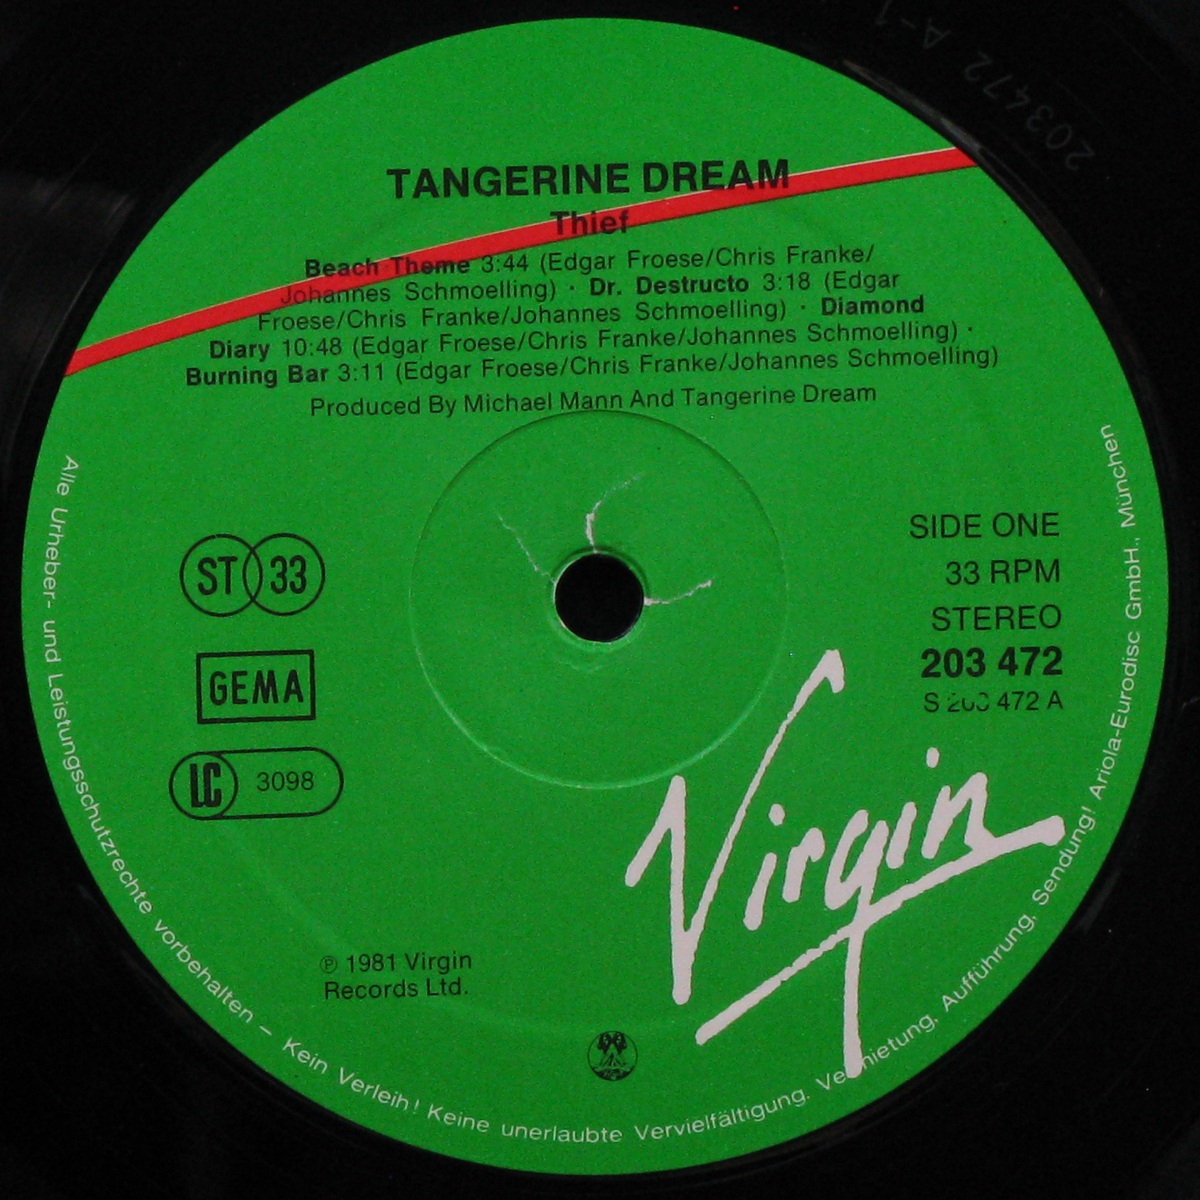 TANGERINE DREAM
Thief
Beach Theme 3:44 (Edgar Froese/Chris Franke/
Johannes Schmoelling) · Dr. Destructo 3:18 (Edgar
Froese/Chris Franke/Johannes Schmoelling) · Diamond
Diary 10:48 (Edgar Froese/Chris Franke/Johannes Schmoelling) ·
Burning Bar 3:11 (Edgar Froese/Chris Franke/Johannes Schmoelling)
Produced By Michael Mann And Tangerine Dream
ST 33
GEMA
LC 3098
SIDE ONE
33 RPM
STEREO
203 472
S 203 472 A
Virgin
℗ 1981 Virgin
Records Ltd.
Alle Urheber- und Leistungsschutzrechte vorbehalten – Kein Verleih! Keine unerlaubte Vervielfältigung, Vermietung, Aufführung, Sendung! Ariola-Eurodisc GmbH., München
203472 A-1